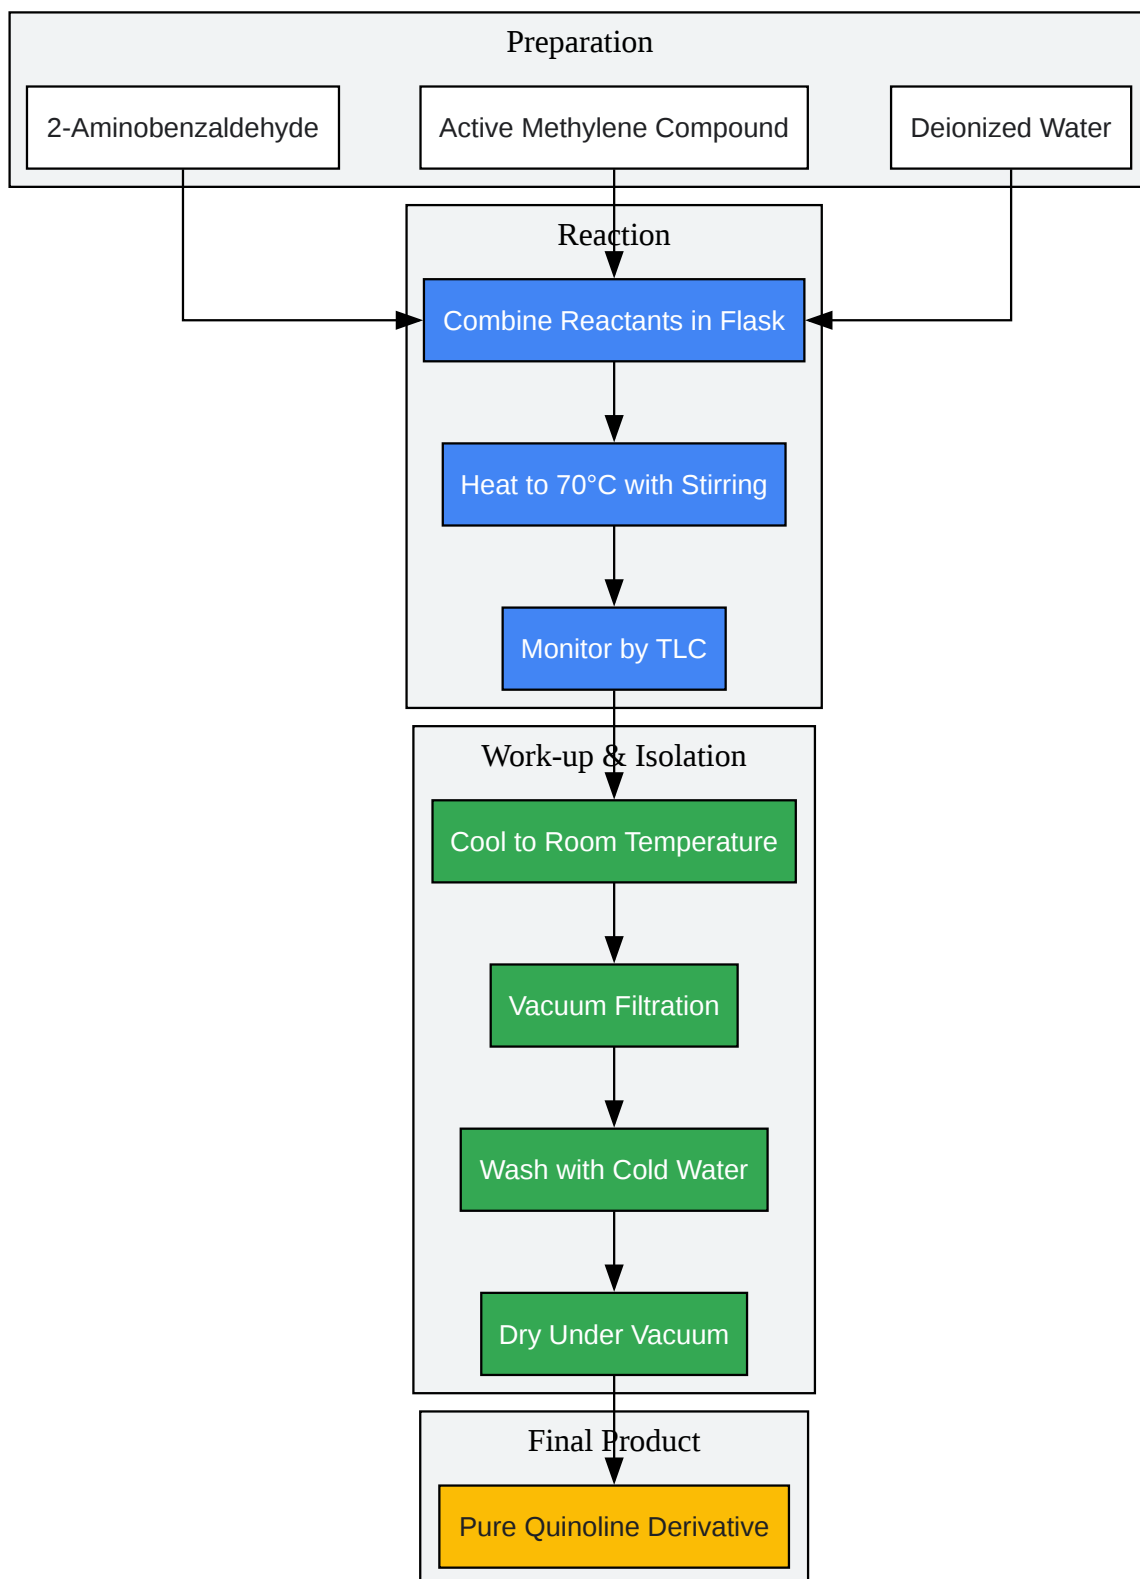 Preparation
2-Aminobenzaldehyde
Active Methylene Compound
Deionized Water
Reaction
Combine Reactants in Flask
Heat to 70°C with Stirring
Monitor by TLC
Work-up & Isolation
Cool to Room Temperature
Vacuum Filtration
Wash with Cold Water
Dry Under Vacuum
Final Product
Pure Quinoline Derivative